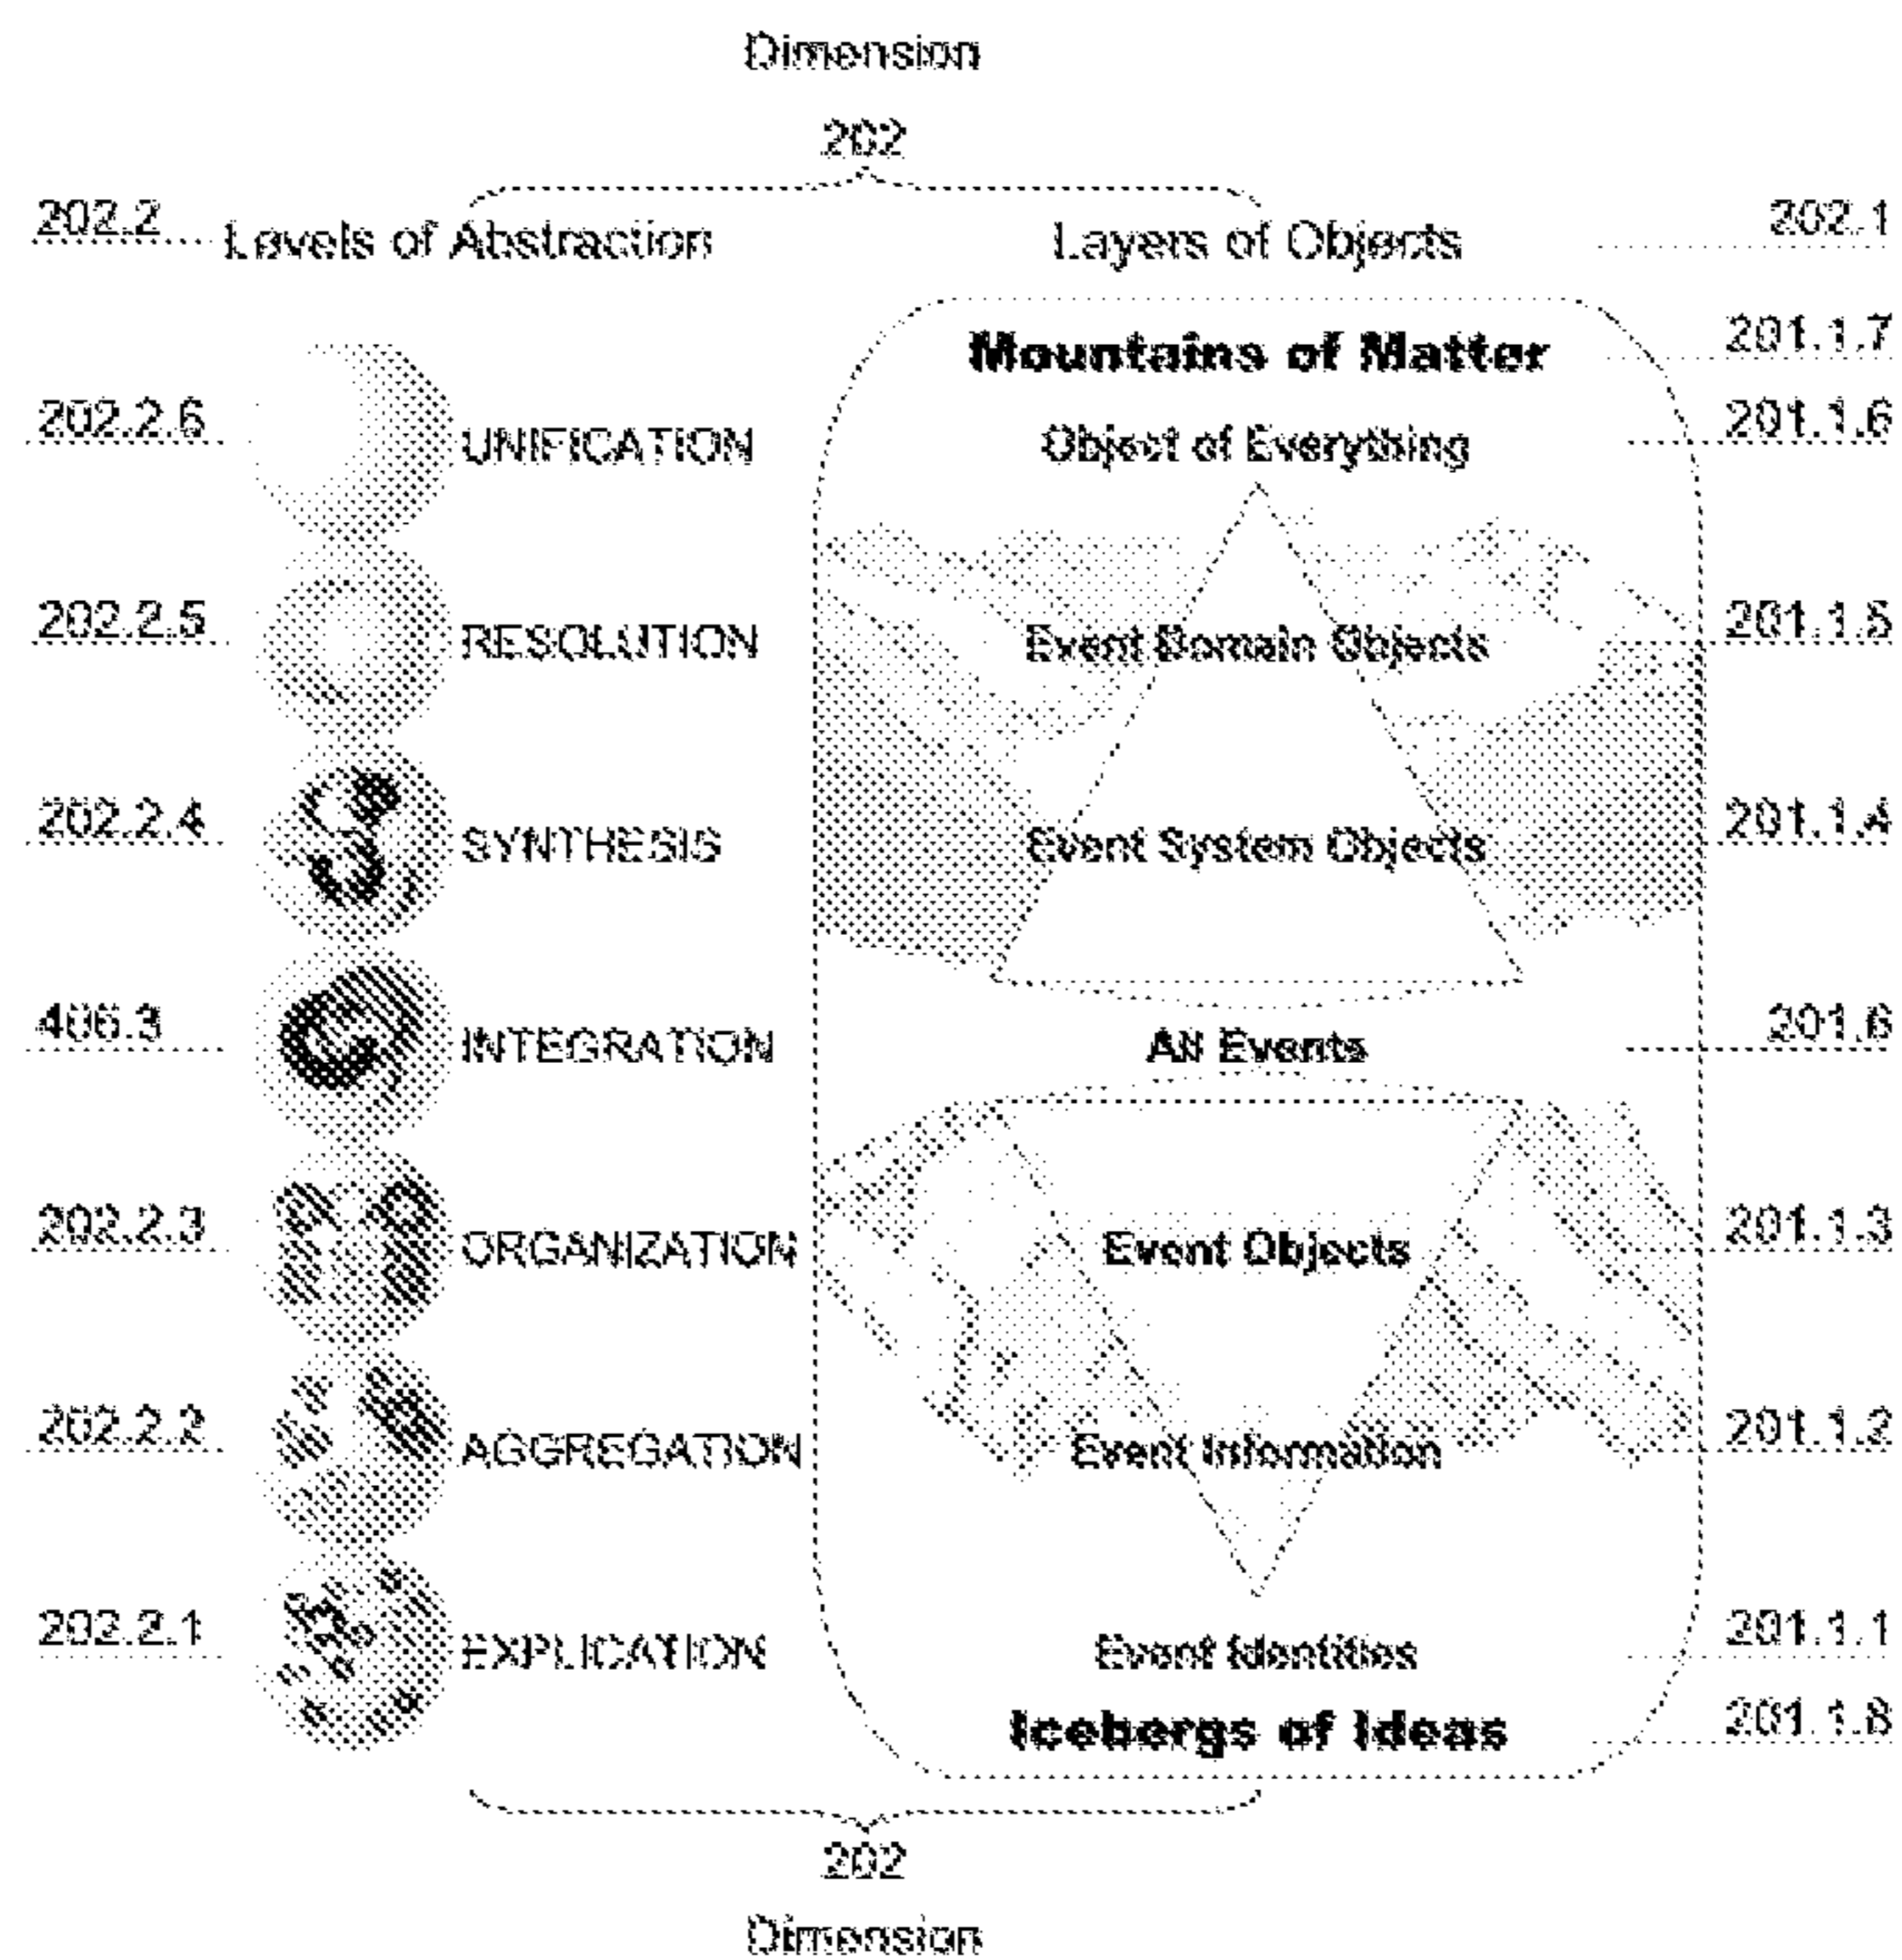 Dimension
202
202.2 Levels of Abstraction Layers of Objects 202.1
Mountains of Matter 201.1.7
202.2.6 UNIFICATION Object of Everything 201.1.6
202.2.5 RESOLUTION Event Domain Objects 201.1.5
202.2.4 SYNTHESIS Event System Objects 201.1.4
406.3 INTEGRATION All Events 201.6
202.2.3 ORGANIZATION Event Objects 201.1.3
202.2.2 AGGREGATION Event Information 201.1.2
202.2.1 EXPLICATION Event Identities 201.1.1
Icebergs of Ideas 201.1.8
202
Dimension